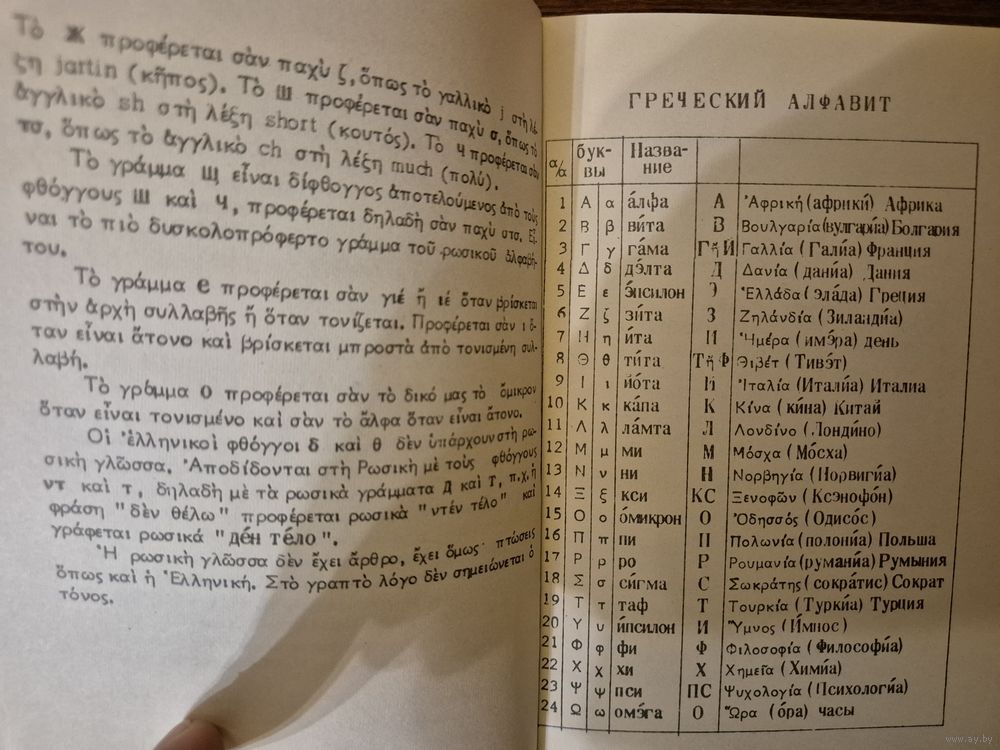 Τὸ Ж προφέρεται σὰν παχὺ ζ, ὅπως τὸ γαλλικὸ j στὴ λέ-
ξη jartin (κῆπος). Τὸ Ш προφέρεται σὰν παχὺ σ, ὅπως τὸ
ἀγγλικὸ sh στὴ λέξη short (κουτός). Τὸ Ч προφέρεται σὰν
τσ, ὅπως τὸ ἀγγλικὸ ch στὴ λέξη much (πολύ).
Τὸ γράμμα Щ εἶναι δίφθογγος ἀποτελούμενος ἀπὸ τοὺς
φθόγγους Ш καὶ Ч, προφέρεται δηλαδὴ σὰν παχὺ στσ. Εἶ-
ναι τὸ πιὸ δυσκολοπρόφερτο γράμμα τοῦ ρωσικοῦ ἀλφαβή-
του.
Τὸ γράμμα е προφέρεται σὰν γιέ ἤ ιέ ὅταν βρίσκεται
στὴν ἀρχὴ συλλαβῆς ἤ ὅταν τονίζεται. Προφέρεται σὰν ι ὅ-
ταν εἶναι ἄτονο καὶ βρίσκεται μπροστὰ ἀπὸ τονισμένη συλ-
λαβή.
Τὸ γράμμα О προφέρεται σὰν τὸ δικό μας τὸ ὄμικρον
ὅταν εἶναι τονισμένο καὶ σὰν τὸ ἄλφα ὅταν εἶναι ἄτονο.
Οἱ ἑλληνικοὶ φθόγγοι δ καὶ θ δὲν ὑπάρχουν στὴ ρω-
σικὴ γλῶσσα. Ἀποδίδονται στὴ Ρωσικὴ μὲ τοὺς φθόγγους
ντ καὶ τ, δηλαδὴ μὲ τὰ ρωσικὰ γράμματα Д καὶ Т, π.χ. ἡ
φράση "δὲν θέλω" προφέρεται ρωσικὰ "ντέν τέλο" καὶ
γράφεται ρωσικὰ "дéн тéло".
Ἡ ρωσικὴ γλῶσσα δὲν ἔχει ἄρθρο, ἔχει ὅμως πτώσεις
ὅπως καὶ ἡ Ἑλληνική. Στὸ γραπτὸ λόγο δὲν σημειώνεται ὁ
τόνος.
ГРЕЧЕСКИЙ АЛФАВИТ
α/α бук-вы Назва-ние
1 Α α áлфа А Ἀφρική (африкú) Африка
2 Β β вúта В Βουλγαρία (вулгарúа) Болгария
3 Γ γ гáма Г ἤ Й Γαλλία (Галúа) Франция
4 Δ δ дэ́лта Д Δανία (данúа) Дания
5 Ε ε э́псилон Э Ἑλλάδα (элáда) Греция
6 Ζ ζ зúта З Ζηλάνδία (Зиландúа)
7 Η η úта И Ἡμέρα (имэ́ра) день
8 Θ θ тúта Т ἤ Ф Θιβέτ (Тивэ́т)
9 Ι ι йóта Й Ἰταλία (Италúа) Италиа
10 Κ κ кáпа К Κίνα (кúна) Китай
11 Λ λ лáмта Л Λονδίνο (Лондúно)
12 Μ μ ми М Μόσχα (Мóсха)
13 Ν ν ни Н Νορβηγία (Норвигúа)
14 Ξ ξ кси КС Ξενοφῶν (Ксэнофóн)
15 Ο ο óмикрон О Ὀδησσός (Одисóс)
16 Π π пи П Πολωνία (полонúа) Польша
17 Ρ ρ ро Р Ρουμανία (руманúа) Румыния
18 Σ σ сúгма С Σωκράτης (сокрáтис) Сократ
19 Τ τ таф Т Τουρκία (Туркúа) Турция
20 Υ υ úпсилон И Ὕμνος (Úмнос)
21 Φ φ фи Ф Φιλοσοφία (Философúа)
22 Χ χ хи Х Χημεῖα (Химúа)
23 Ψ ψ пси ПС Ψυχολογία (Психологúа)
24 Ω ω омэ́га О Ὥρα (óра) часы
www.ay.by